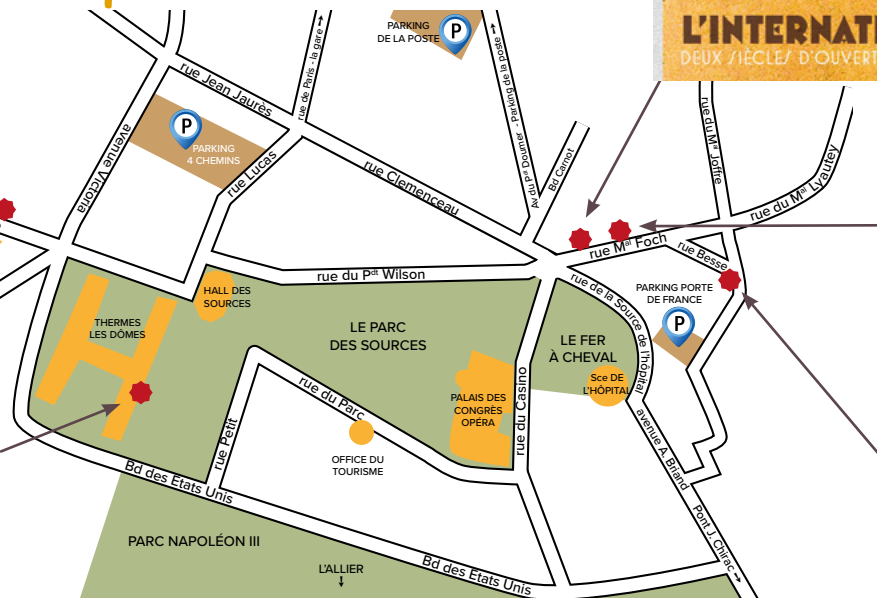 PARKING
DE LA POSTE
P
L'INTERNATI
DEUX SIÈCLES D'OUVERT
rue Jean Jaurès
rue de Paris - la gare →
Av. du Pdt Doumer - Parking de la poste →
Bd Carnot
rue du Mal Joffre
rue du Mal Lyautey
avenue Victoria
P
PARKING
4 CHEMINS
rue Lucas
rue Clemenceau
rue Mal Foch
rue Besse
rue du Pdt Wilson
HALL DES
SOURCES
THERMES
LES DÔMES
LE PARC
DES SOURCES
rue de la Source de l'hôpital
PARKING PORTE
DE FRANCE
P
LE FER
À CHEVAL
Sce DE
L'HÔPITAL
PALAIS DES
CONGRÈS
OPÉRA
rue du Casino
rue du Parc
rue Petit
OFFICE DU
TOURISME
avenue A. Briand
Pont J. Chirac →
Bd des Etats Unis
PARC NAPOLÉON III
L'ALLIER
↓
Bd des Etats Unis